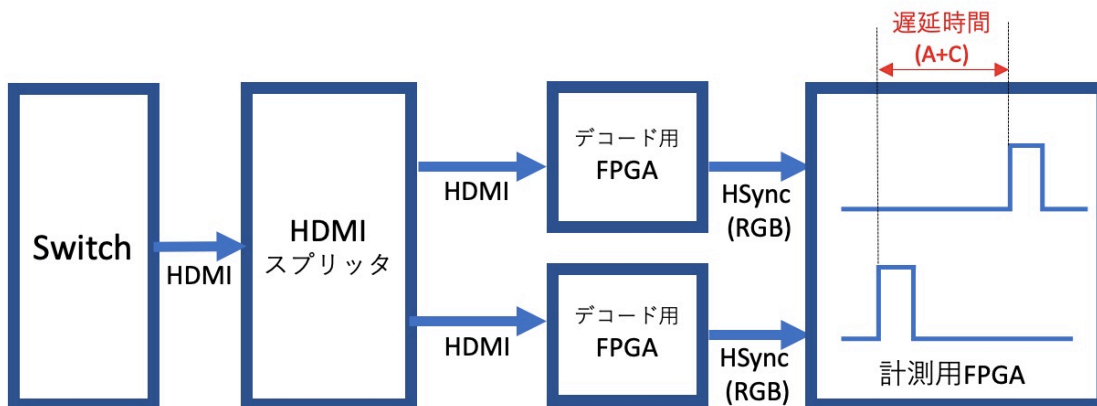 遅延時間
(A+C)
Switch
HDMI
HDMI
スプリッタ
HDMI
デコード用
FPGA
HSync
(RGB)
HDMI
デコード用
FPGA
HSync
(RGB)
計測用FPGA